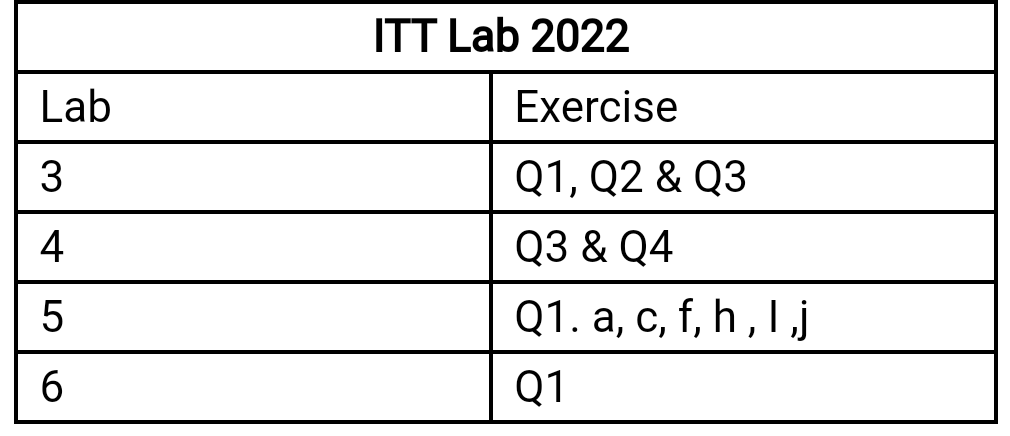 ITT Lab 2022
Lab Exercise
3 Q1, Q2 & Q3
4 Q3 & Q4
5 Q1. a, c, f, h , I ,j
6 Q1